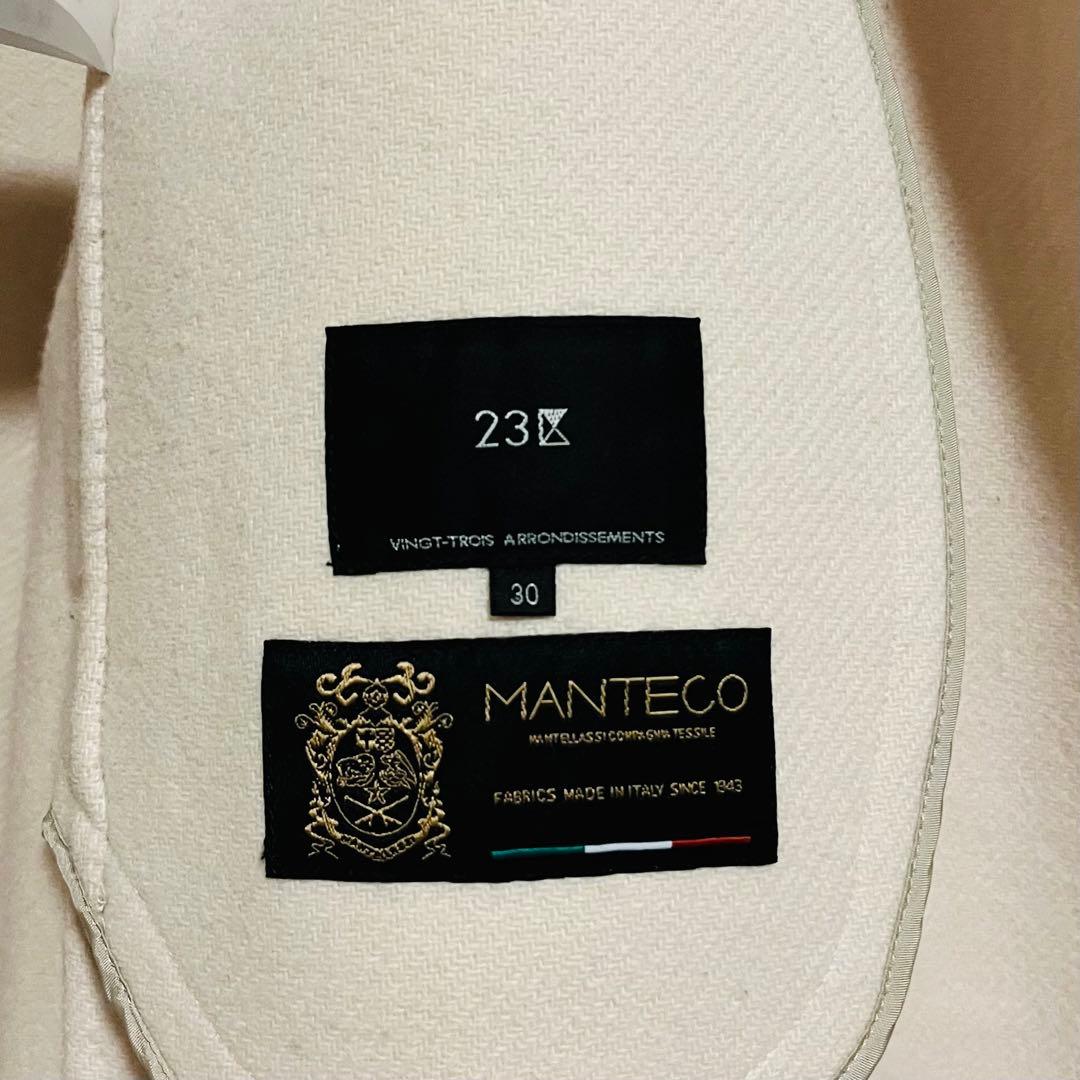 23区
VINGT-TROIS ARRONDISSEMENTS
30
MANTECO
MANTELLASSI COMPAGNIA TESSILE
FABRICS MADE IN ITALY SINCE 1943